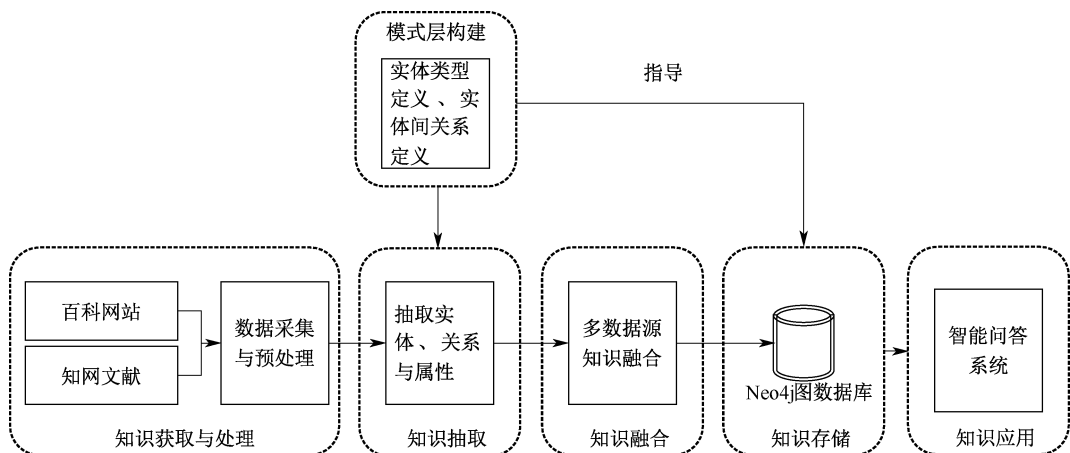 模式层构建
实体类型
定义、实
体间关系
定义
指导
百科网站
知网文献
数据采集
与预处理
知识获取与处理
抽取实
体、关系
与属性
知识抽取
多数据源
知识融合
知识融合
Neo4j图数据库
知识存储
智能问答
系统
知识应用